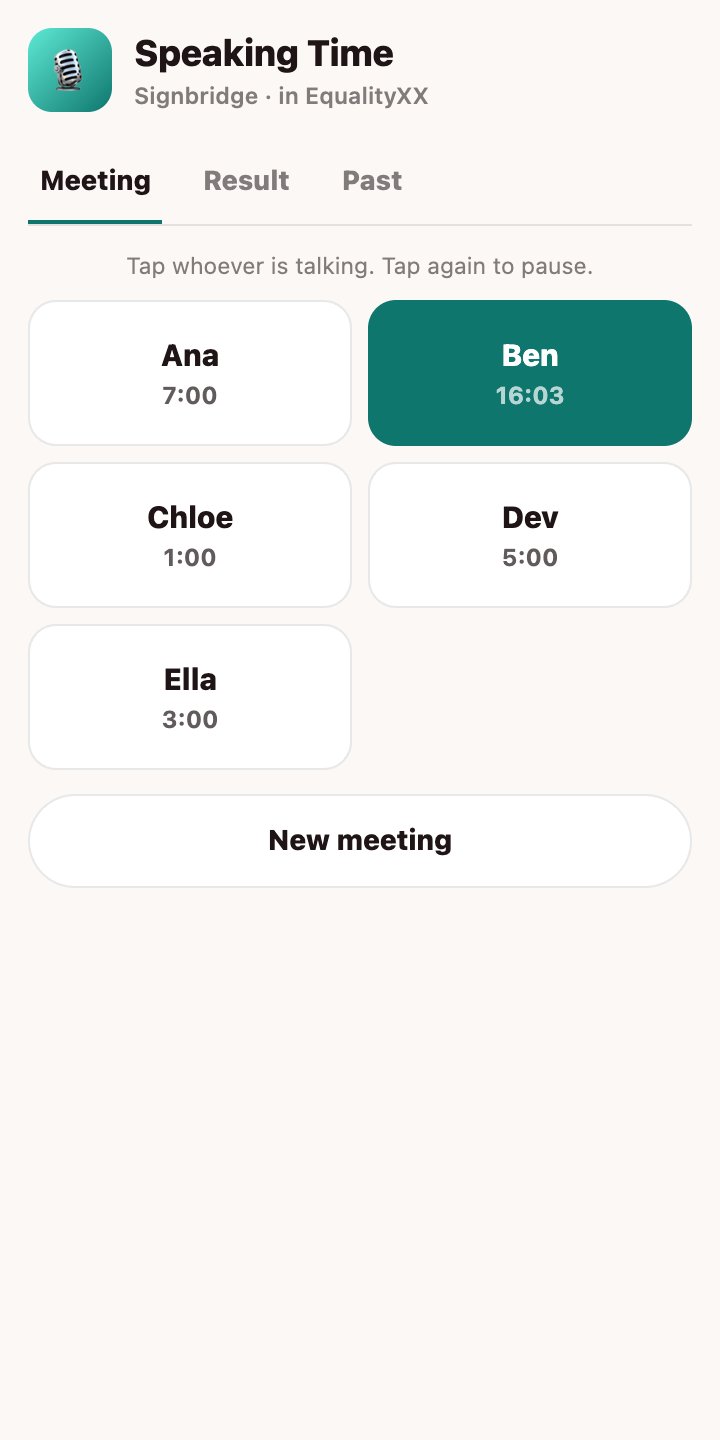 Speaking Time
Signbridge · in EqualityXX
Meeting Result Past
Tap whoever is talking. Tap again to pause.
Ana
7:00
Ben
16:03
Chloe
1:00
Dev
5:00
Ella
3:00
New meeting